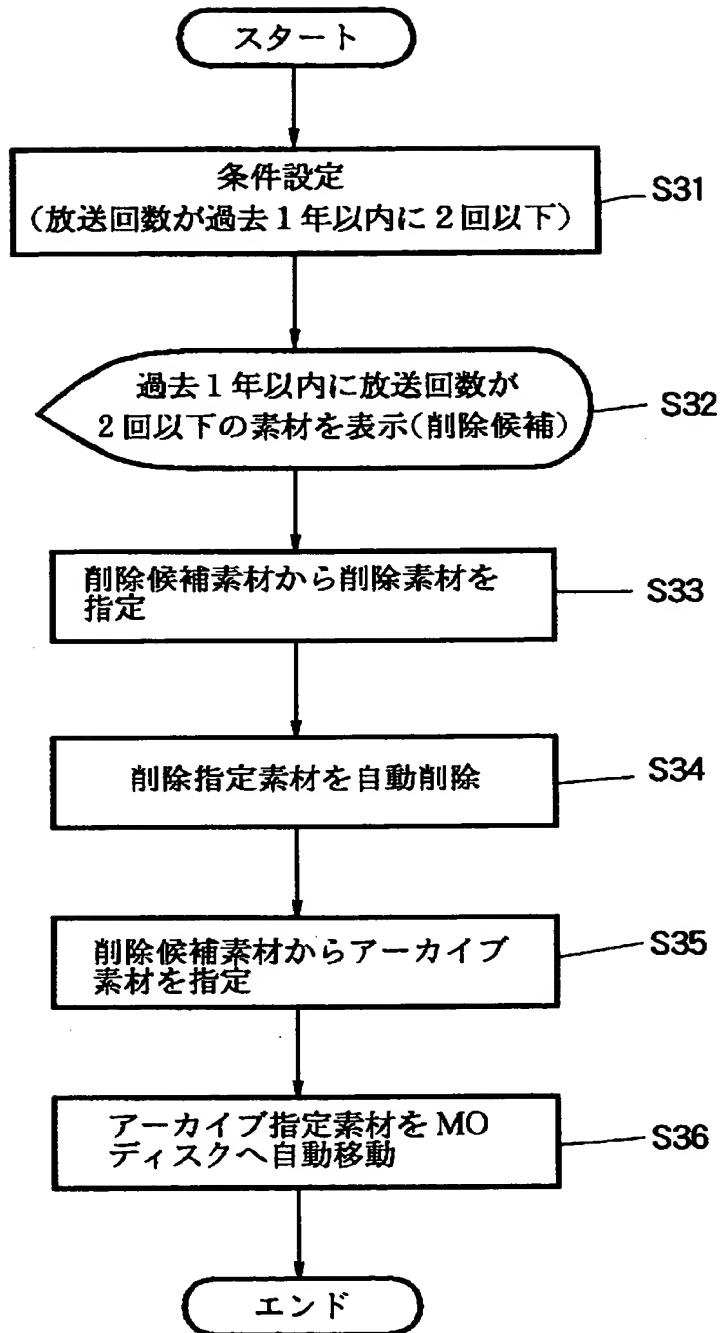 スタート
条件設定
(放送回数が過去1年以内に2回以下)
S31
過去1年以内に放送回数が
2回以下の素材を表示(削除候補)
S32
削除候補素材から削除素材を
指定
S33
削除指定素材を自動削除
S34
削除候補素材からアーカイブ
素材を指定
S35
アーカイブ指定素材をMO
ディスクへ自動移動
S36
エンド